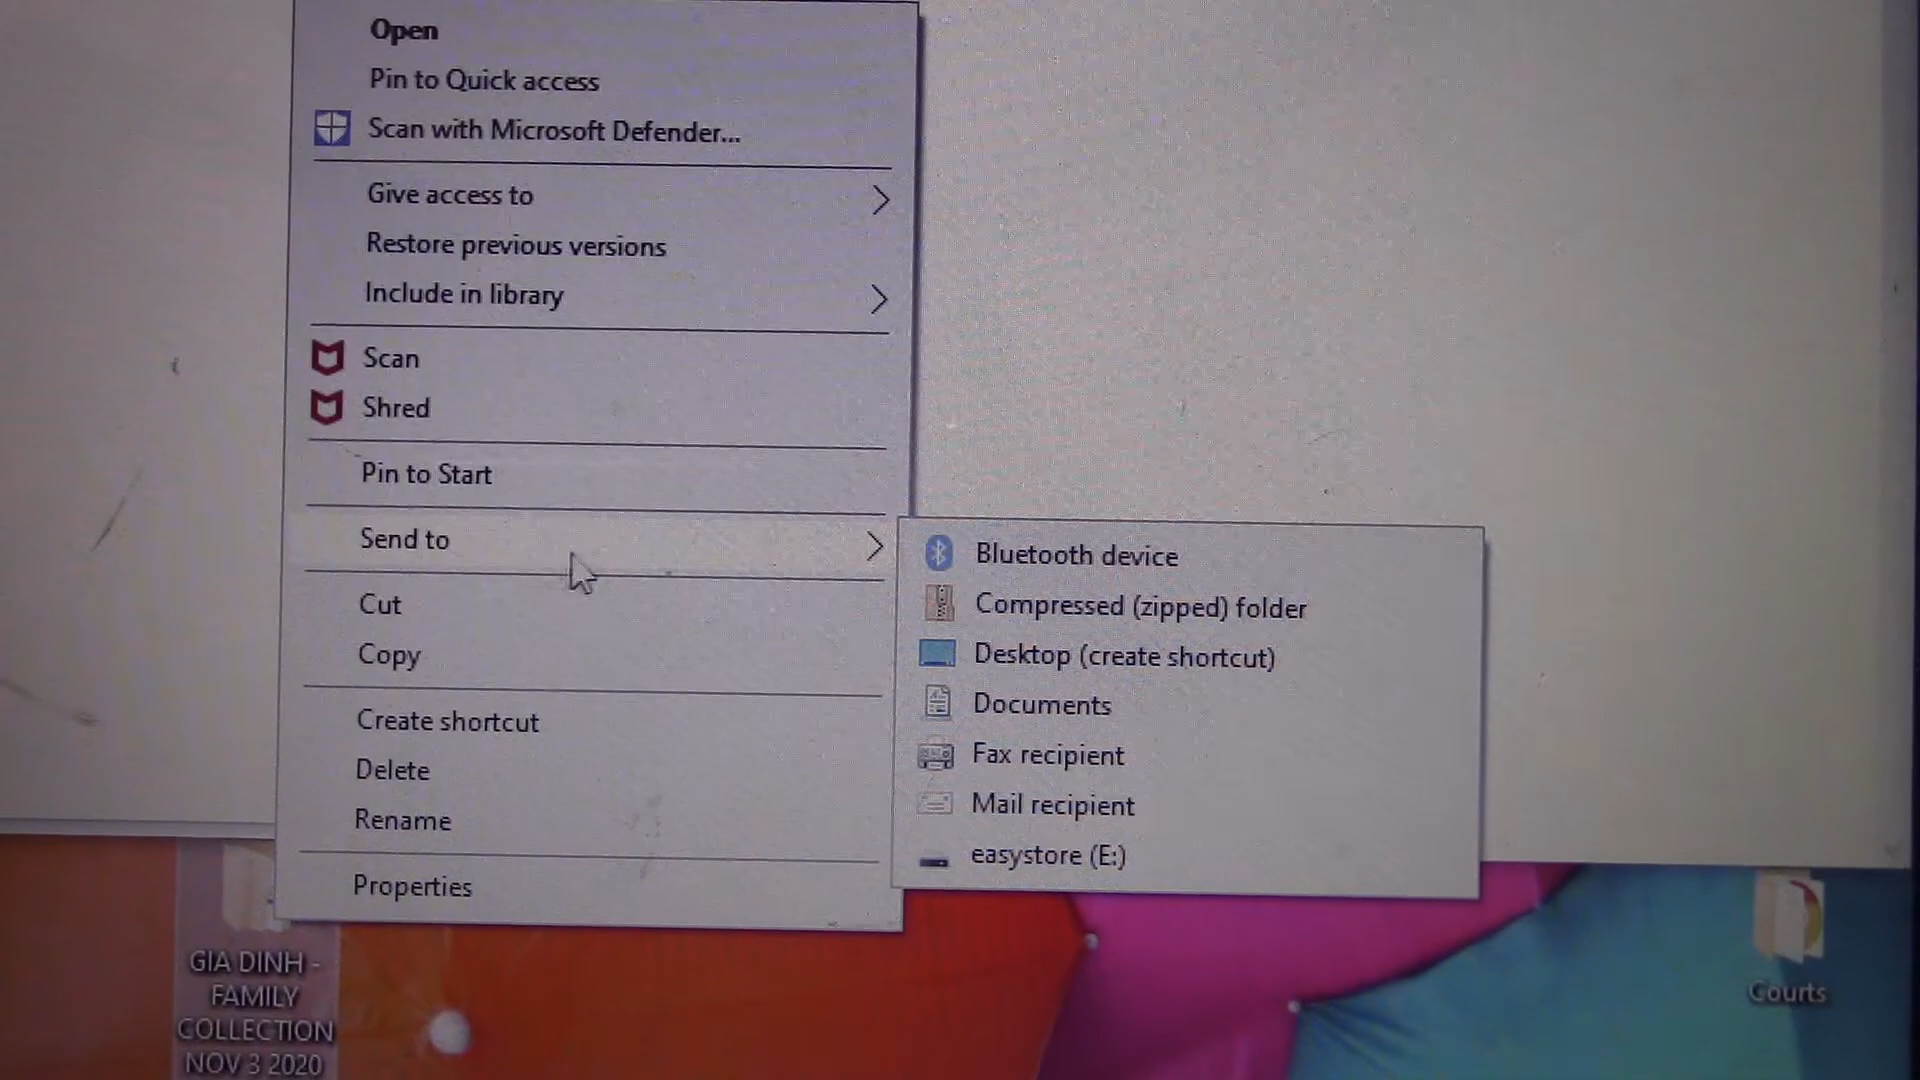 Open
Pin to Quick access
Scan with Microsoft Defender...
Give access to
Restore previous versions
Include in library
Scan
Shred
Pin to Start
Send to
Cut
Copy
Create shortcut
Delete
Rename
Properties
Bluetooth device
Compressed (zipped) folder
Desktop (create shortcut)
Documents
Fax recipient
Mail recipient
easystore (E:)
GIA DINH -
FAMILY
COLLECTION
NOV 3 2020
Courts